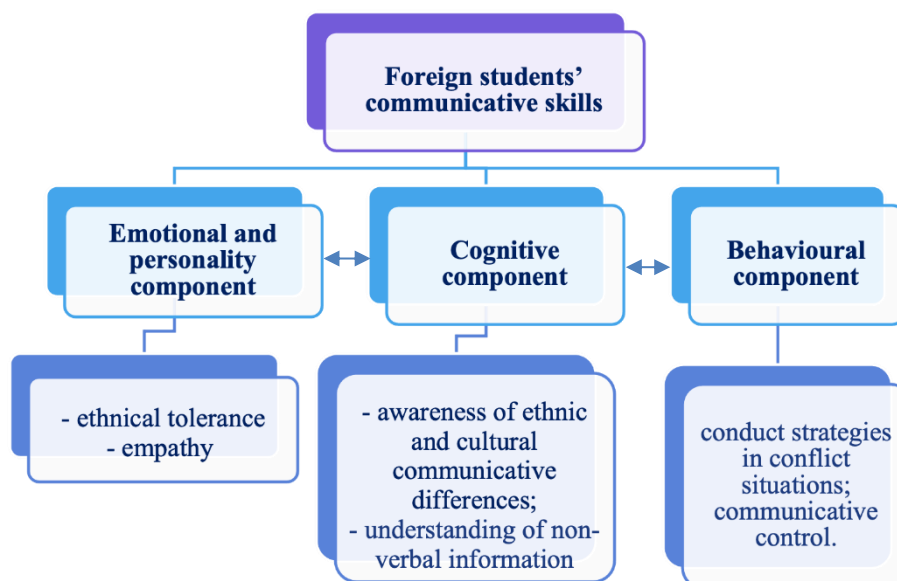 Foreign students’
communicative skills
Emotional and
personality
component
Cognitive
component
Behavioural
component
- ethnical tolerance
- empathy
- awareness of ethnic
and cultural
communicative
differences;
- understanding of non-
verbal information
conduct strategies
in conflict
situations;
communicative
control.